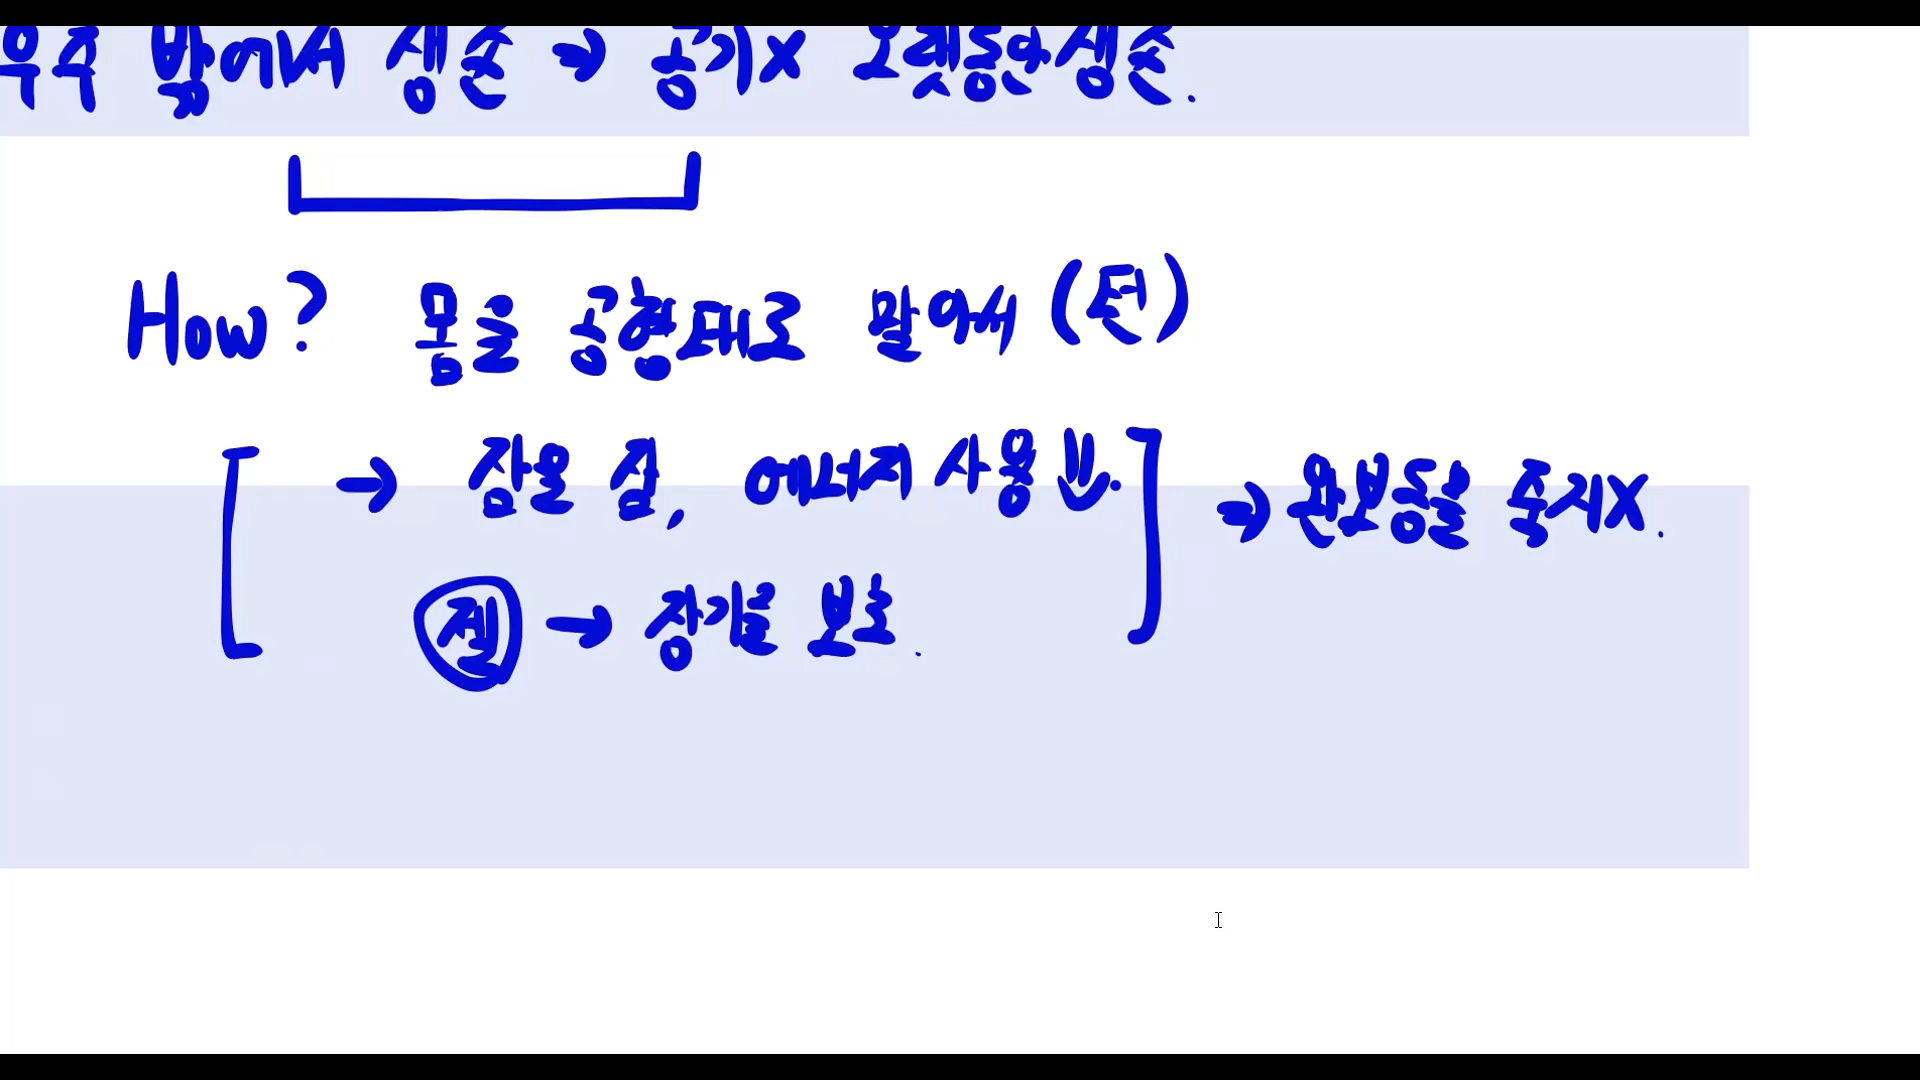 우주 밖에서 생존 → 공기X 오랫동안 생존.
How? 몸을 공형태로 말아서 (턴)
→ 잠을 잠, 에너지 사용 ⇒ 완보동물 죽지X.
젤 → 장기를 보호.